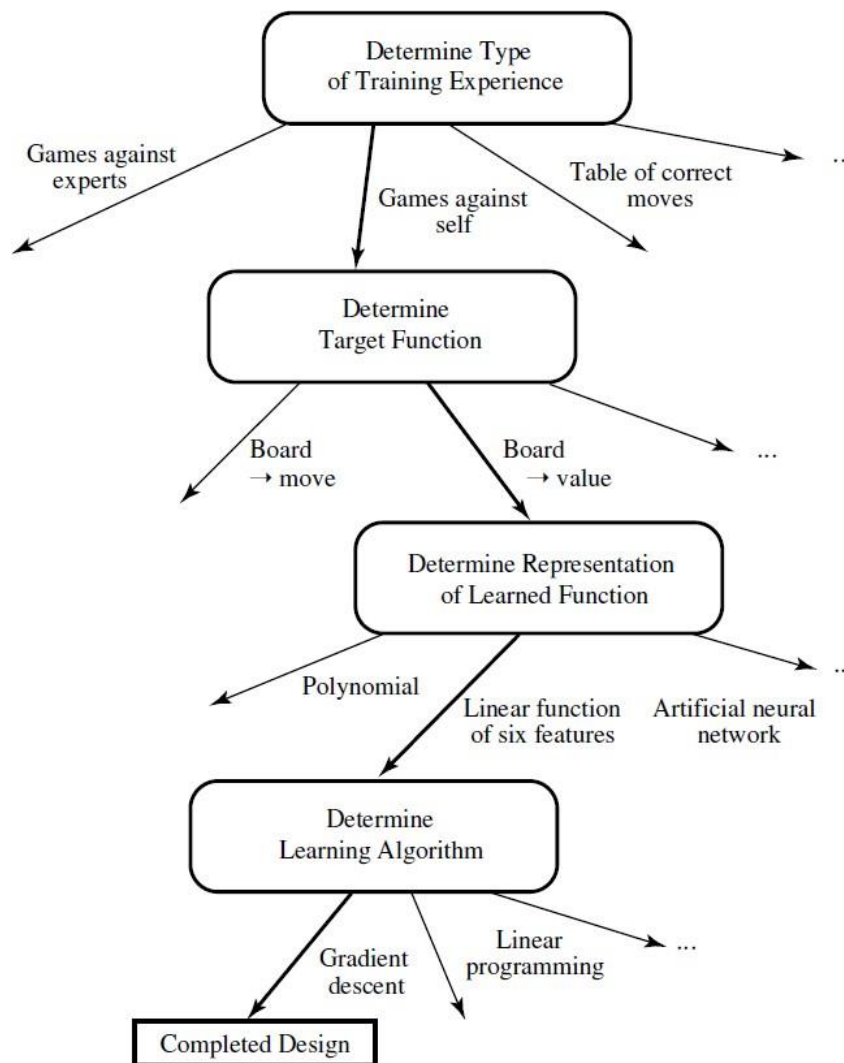 Determine Type
of Training Experience
Games against
experts
Games against
self
Table of correct
moves
...
Determine
Target Function
Board
→ move
Board
→ value
...
Determine Representation
of Learned Function
Polynomial
Linear function
of six features
Artificial neural
network
...
Determine
Learning Algorithm
Gradient
descent
Linear
programming
...
Completed Design